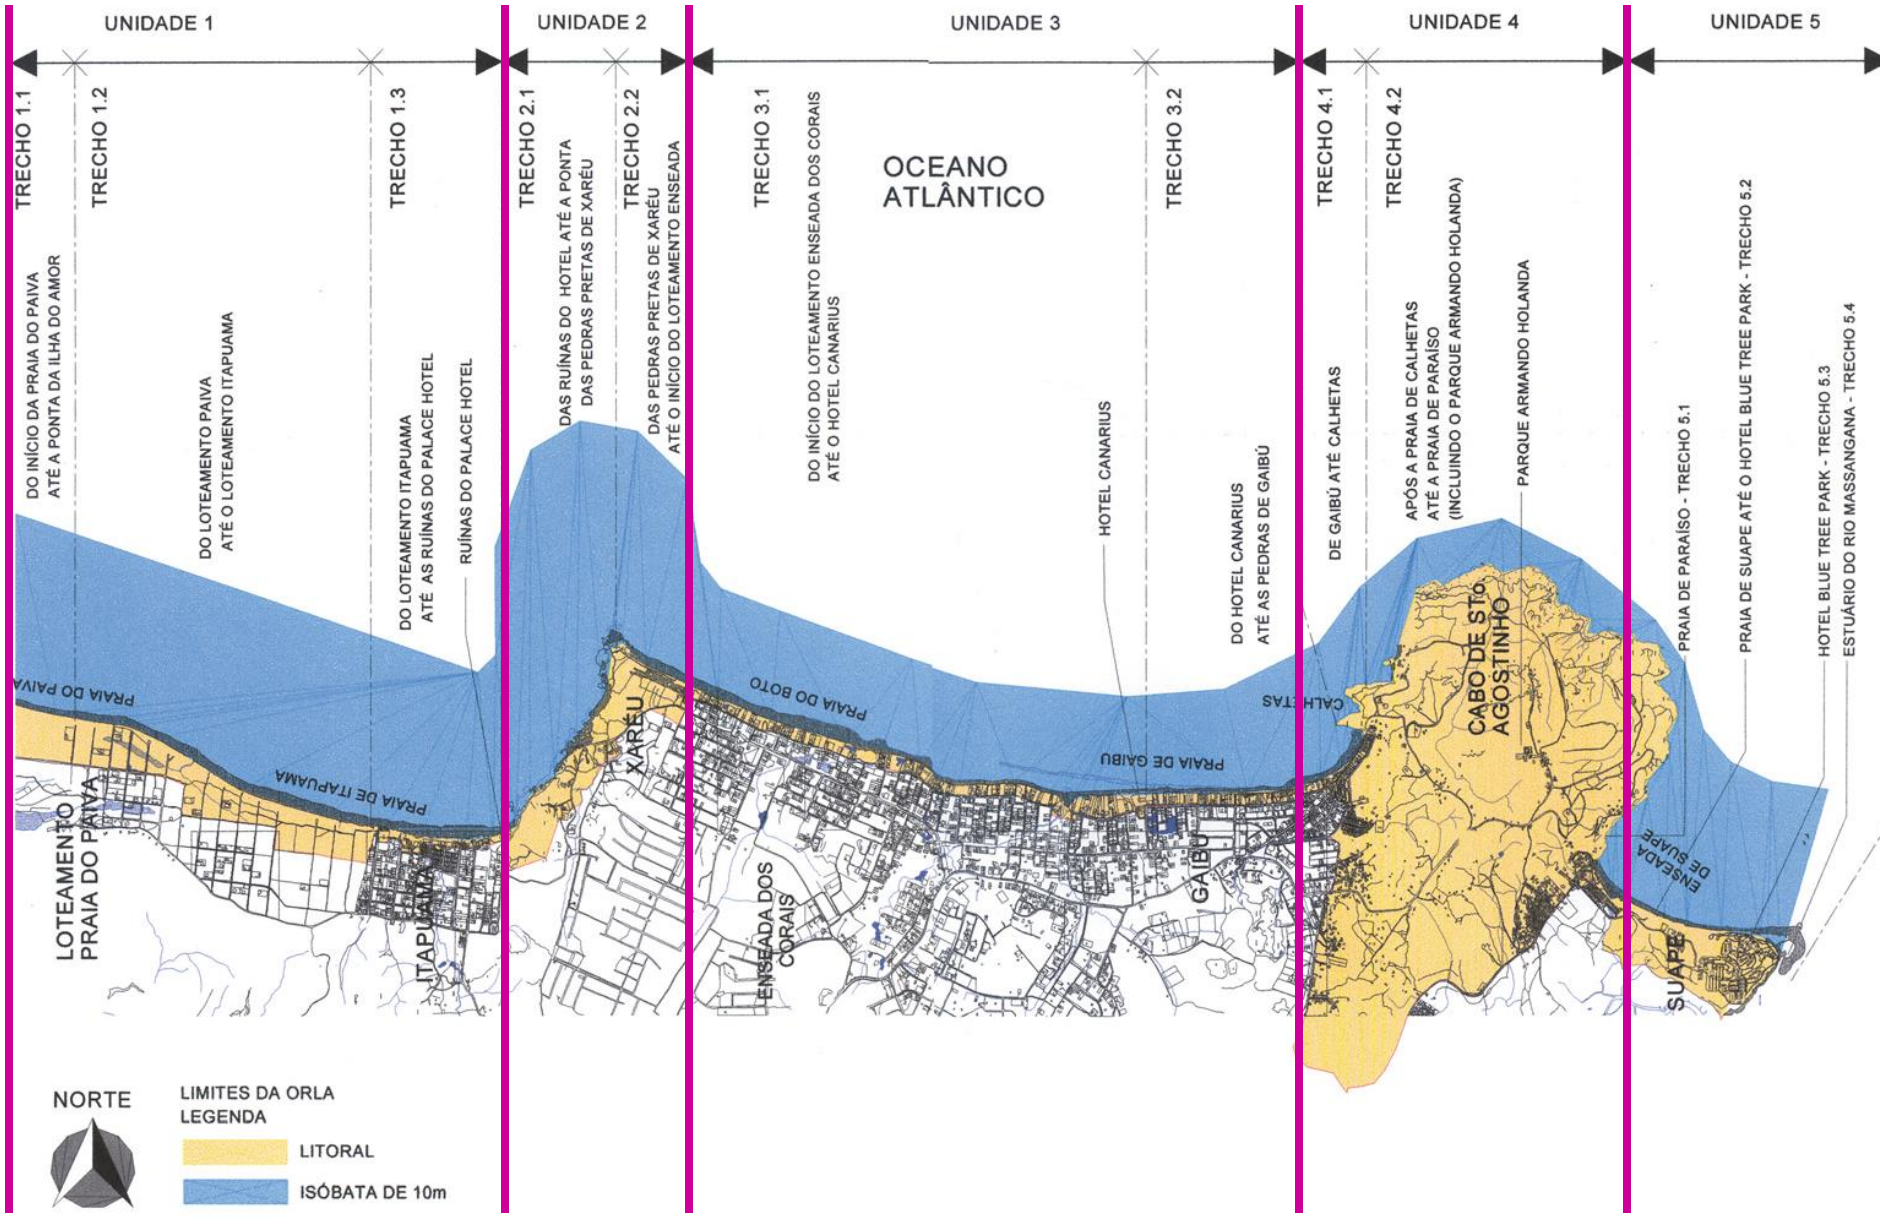 UNIDADE 1
UNIDADE 2
UNIDADE 3
UNIDADE 4
UNIDADE 5
TRECHO 1.1
TRECHO 1.2
TRECHO 1.3
TRECHO 2.1
TRECHO 2.2
TRECHO 3.1
TRECHO 3.2
TRECHO 4.1
TRECHO 4.2
OCEANO
ATLÂNTICO
DO INÍCIO DA PRAIA DO PAIVA
ATÉ A PONTA DA ILHA DO AMOR
DO LOTEAMENTO PAIVA
ATÉ O LOTEAMENTO ITAPUAMA
DO LOTEAMENTO ITAPUAMA
ATÉ AS RUÍNAS DO PALACE HOTEL
RUÍNAS DO PALACE HOTEL
DAS RUÍNAS DO HOTEL ATÉ A PONTA
DAS PEDRAS PRETAS DE XARÉU
DAS PEDRAS PRETAS DE XARÉU
ATÉ O INÍCIO DO LOTEAMENTO ENSEADA
DO INÍCIO DO LOTEAMENTO ENSEADA DOS CORAIS
ATÉ O HOTEL CANARIUS
HOTEL CANARIUS
DO HOTEL CANARIUS
ATÉ AS PEDRAS DE GAIBÚ
DE GAIBÚ ATÉ CALHETAS
APÓS A PRAIA DE CALHETAS
ATÉ A PRAIA DE PARAÍSO
(INCLUINDO O PARQUE ARMANDO HOLANDA)
PARQUE ARMANDO HOLANDA
PRAIA DE PARAÍSO - TRECHO 5.1
PRAIA DE SUAPE ATÉ O HOTEL BLUE TREE PARK - TRECHO 5.2
HOTEL BLUE TREE PARK - TRECHO 5.3
ESTUÁRIO DO RIO MASSANGANA - TRECHO 5.4
PRAIA DO PAIVA
PRAIA DE ITAPUAMA
PRAIA DO BOTO
PRAIA DE GAIBU
CALHETAS
ENSEADA
DE SUAPE
LOTEAMENTO
PRAIA DO PAIVA
ITAPUAMA
XARÉU
ENSEADA DOS
CORAIS
GAIBU
CABO DE STO.
AGOSTINHO
SUAPE
NORTE
LIMITES DA ORLA
LEGENDA
LITORAL
ISÓBATA DE 10m